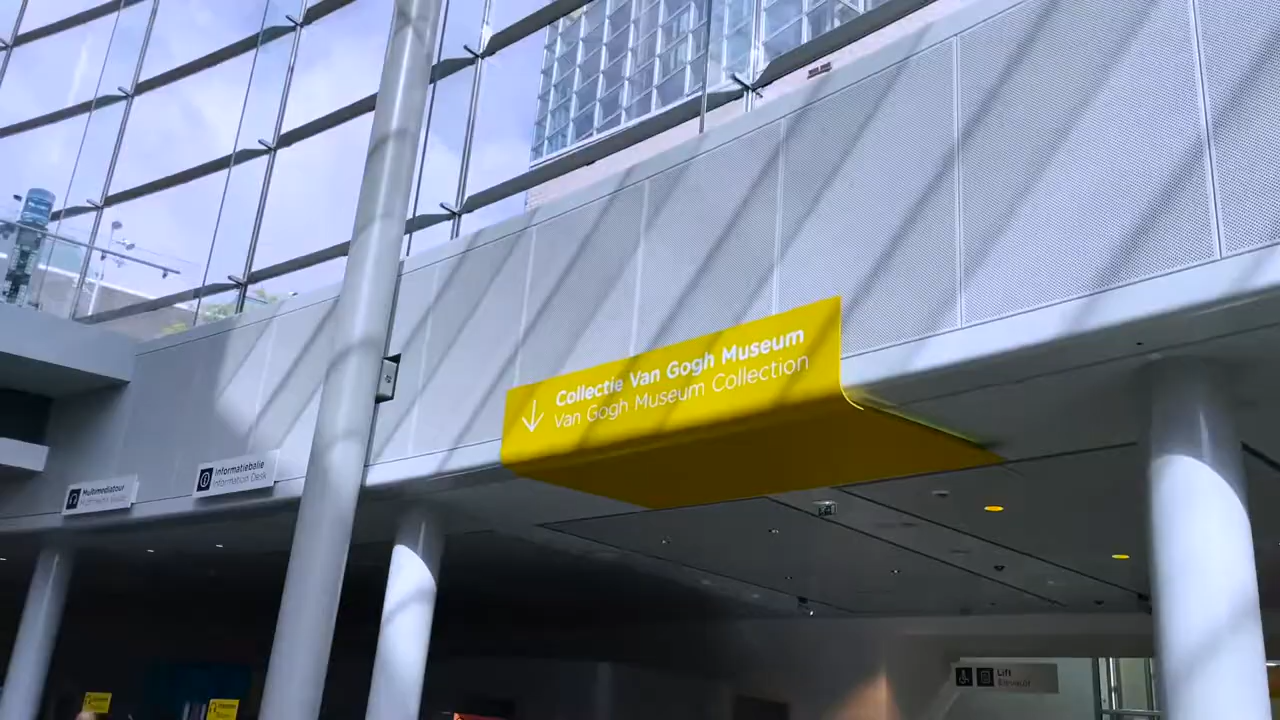 Collectie Van Gogh Museum
Van Gogh Museum Collection
Informatiebalie
Information Desk
Multimediatour
Lift